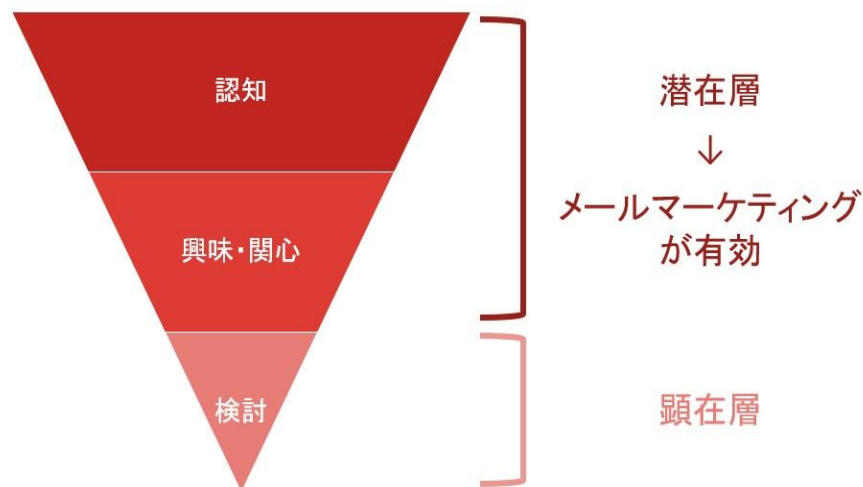 認知
潜在層
↓
メールマーケティング
が有効
興味・関心
検討
顕在層